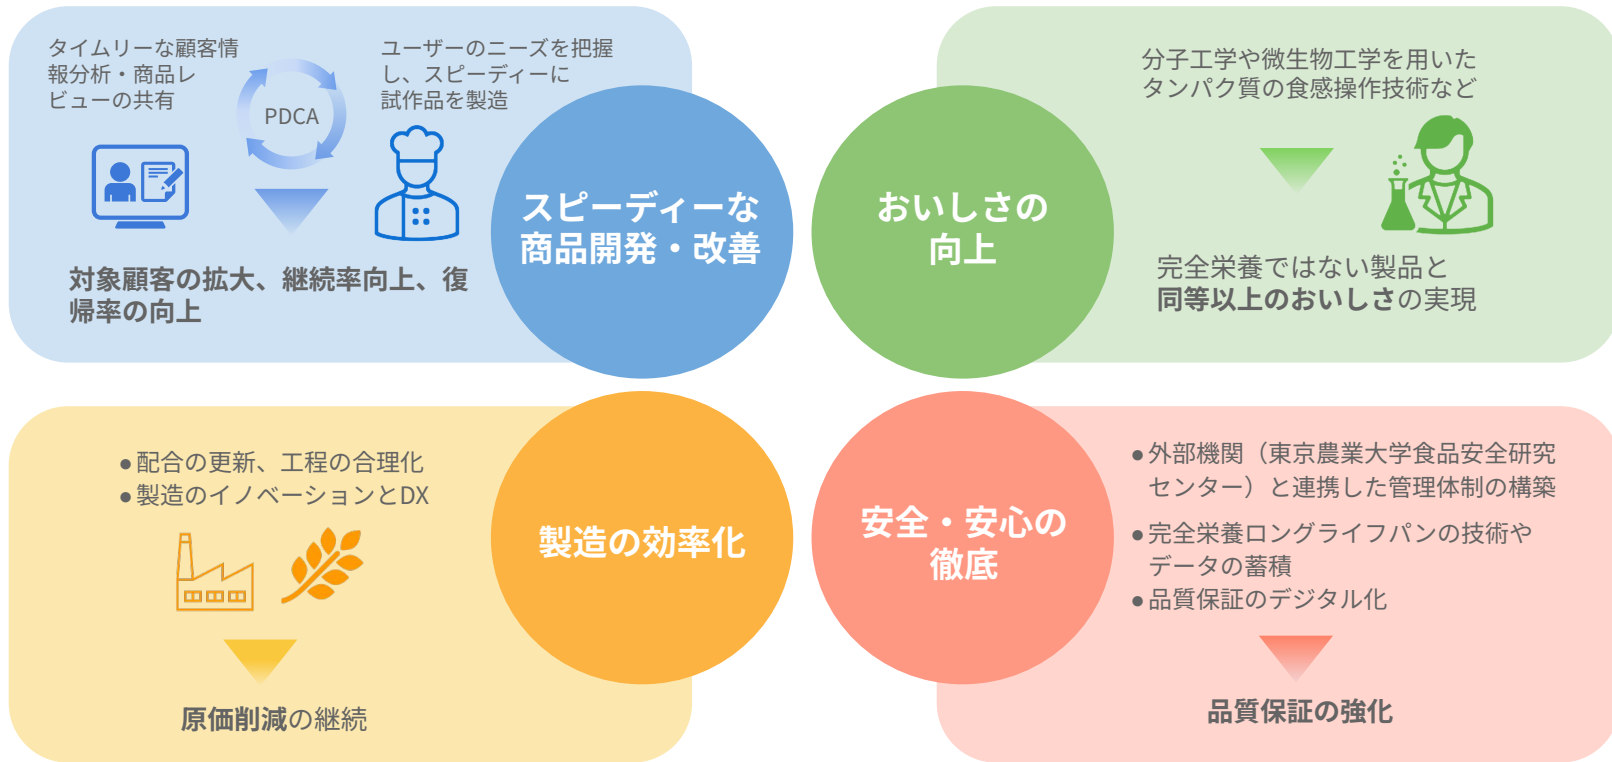 タイムリーな顧客情
報分析・商品レ
ビューの共有
PDCA
ユーザーのニーズを把握
し、スピーディーに
試作品を製造
対象顧客の拡大、継続率向上、復
帰率の向上
スピーディーな
商品開発・改善
おいしさの
向上
分子工学や微生物工学を用いた
タンパク質の食感操作技術など
完全栄養ではない製品と
同等以上のおいしさの実現
●配合の更新、工程の合理化
●製造のイノベーションとDX
原価削減の継続
製造の効率化
安全・安心の
徹底
●外部機関（東京農業大学食品安全研究
センター）と連携した管理体制の構築
●完全栄養ロングライフパンの技術や
データの蓄積
●品質保証のデジタル化
品質保証の強化